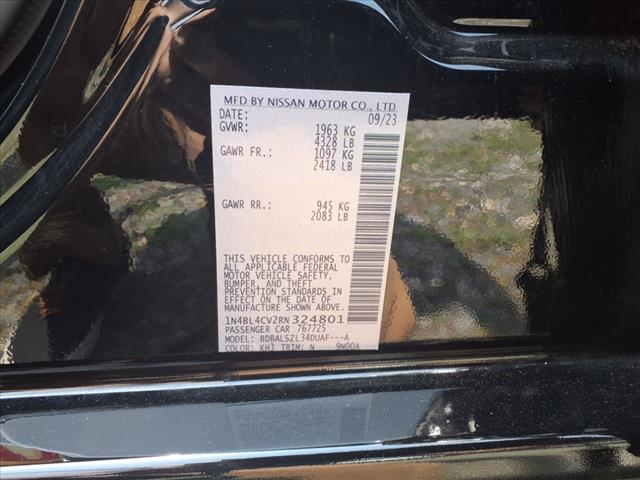 MFD BY NISSAN MOTOR CO., LTD
DATE: 09/23
GVWR: 1963 KG
4328 LB
GAWR FR.: 1097 KG
2418 LB
GAWR RR.: 945 KG
2083 LB
THIS VEHICLE CONFORMS TO
ALL APPLICABLE FEDERAL
MOTOR VEHICLE SAFETY,
BUMPER, AND THEFT
PREVENTION STANDARDS IN
EFFECT ON THE DATE OF
MANUFACTURE SHOWN ABOVE.
1N4BL4CV2RN324801
PASSENGER CAR 767725
MODEL: BDBALSZL34DUAF---A
COLOR: KH3 TRIM: N 9N00A